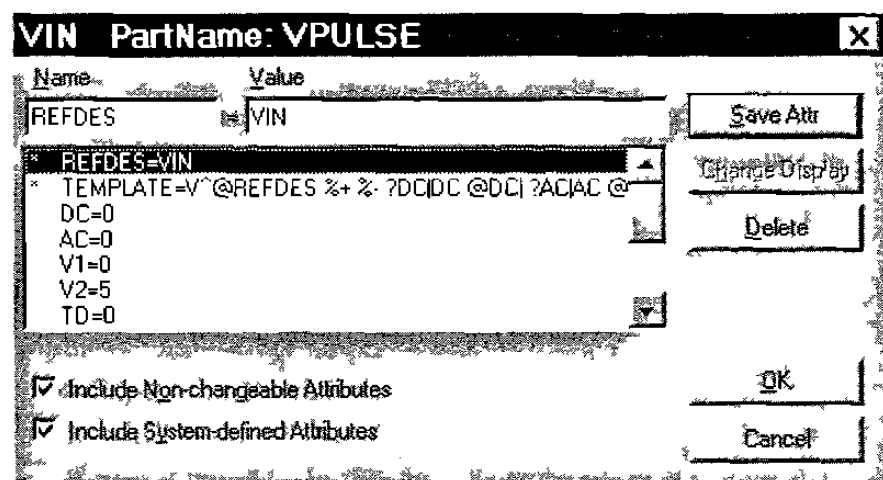 VIN PartName: VPULSE
Name Value
REFDES = VIN
Save Attr
* REFDES=VIN
* TEMPLATE=V^@REFDES %+ %- ?DC|DC @DC| ?AC|AC @
DC=0
AC=0
V1=0
V2=5
TD=0
Change Display
Delete
Include Non-changeable Attributes
Include System-defined Attributes
OK
Cancel